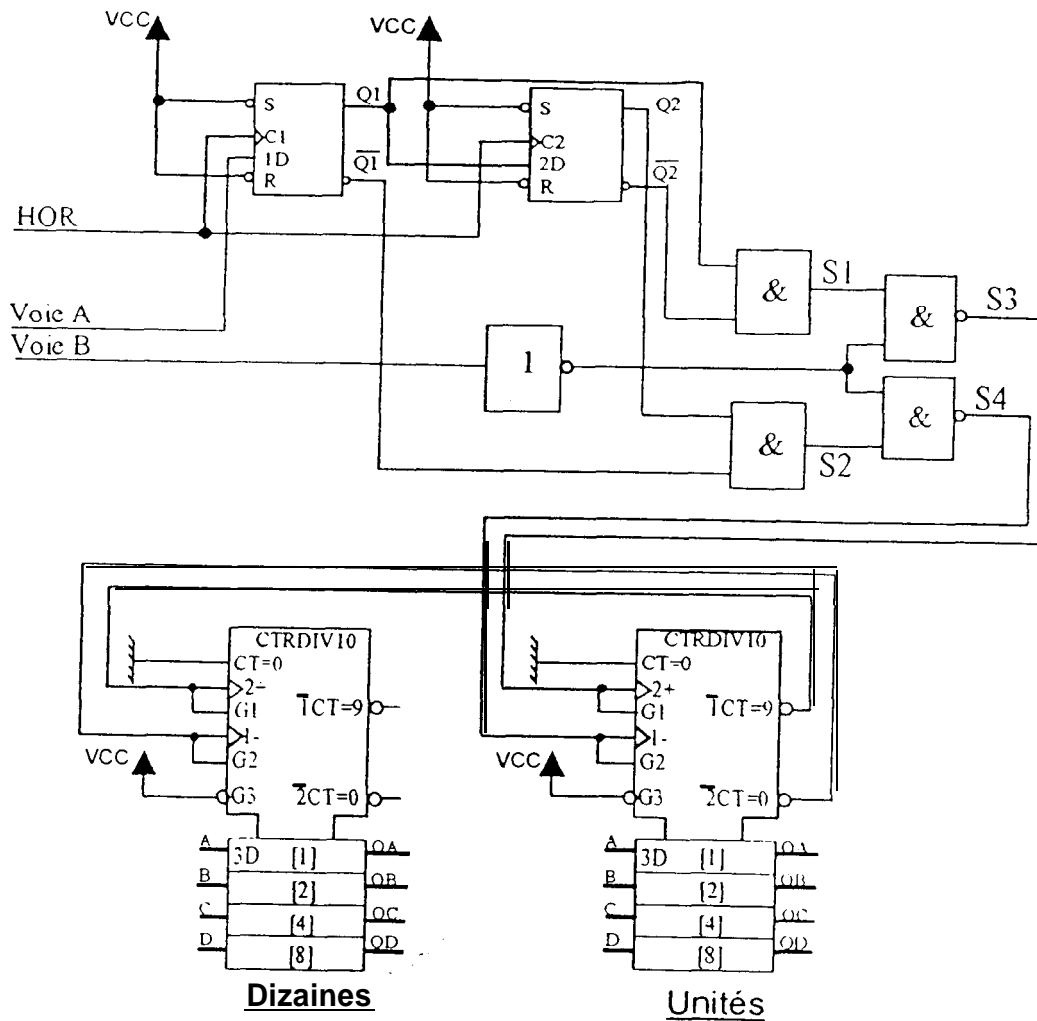 VCC
VCC
S
C1
1D
R
Q1
Q1
S
C2
2D
R
Q2
Q2
HOR
Voie A
Voie B
1
&
S1
&
S3
&
S2
&
S4
CTRDIV10
CT=0
2+
G1
1CT=9
1-
G2
VCC
G3
2CT=0
A
3D
[1]
QA
B
[2]
QB
C
[4]
QC
D
[8]
QD
Dizaines
CTRDIV10
CT=0
2+
G1
1CT=9
1-
G2
VCC
G3
2CT=0
A
3D
[1]
QA
B
[2]
QB
C
[4]
QC
D
[8]
QD
Unités